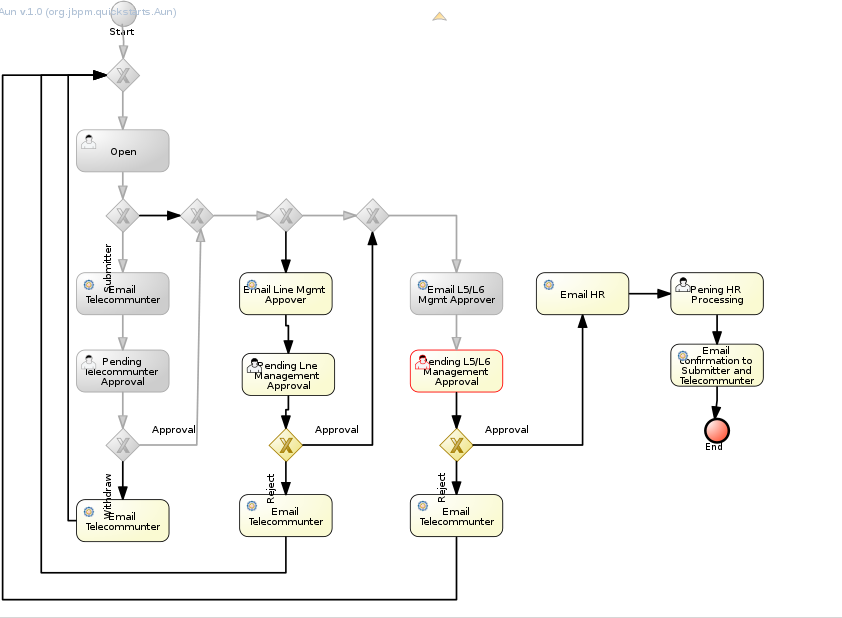 Aun v.1.0 (org.jbpm.quickstarts.Aun)
Start
Open
Submitter
Email
Telecommunter
Email Line Mgmt
Appover
Email L5/L6
Mgmt Approver
Email HR
Pening HR
Processing
Pending
Telecommunter
Approval
Pending Lne
Management
Approval
Pending L5/L6
Management
Approval
Email
confirmation to
Submitter and
Telecommunter
Approval
Approval
Approval
End
Withdraw
Reject
Reject
Email
Telecommunter
Email
Telecommunter
Email
Telecommunter